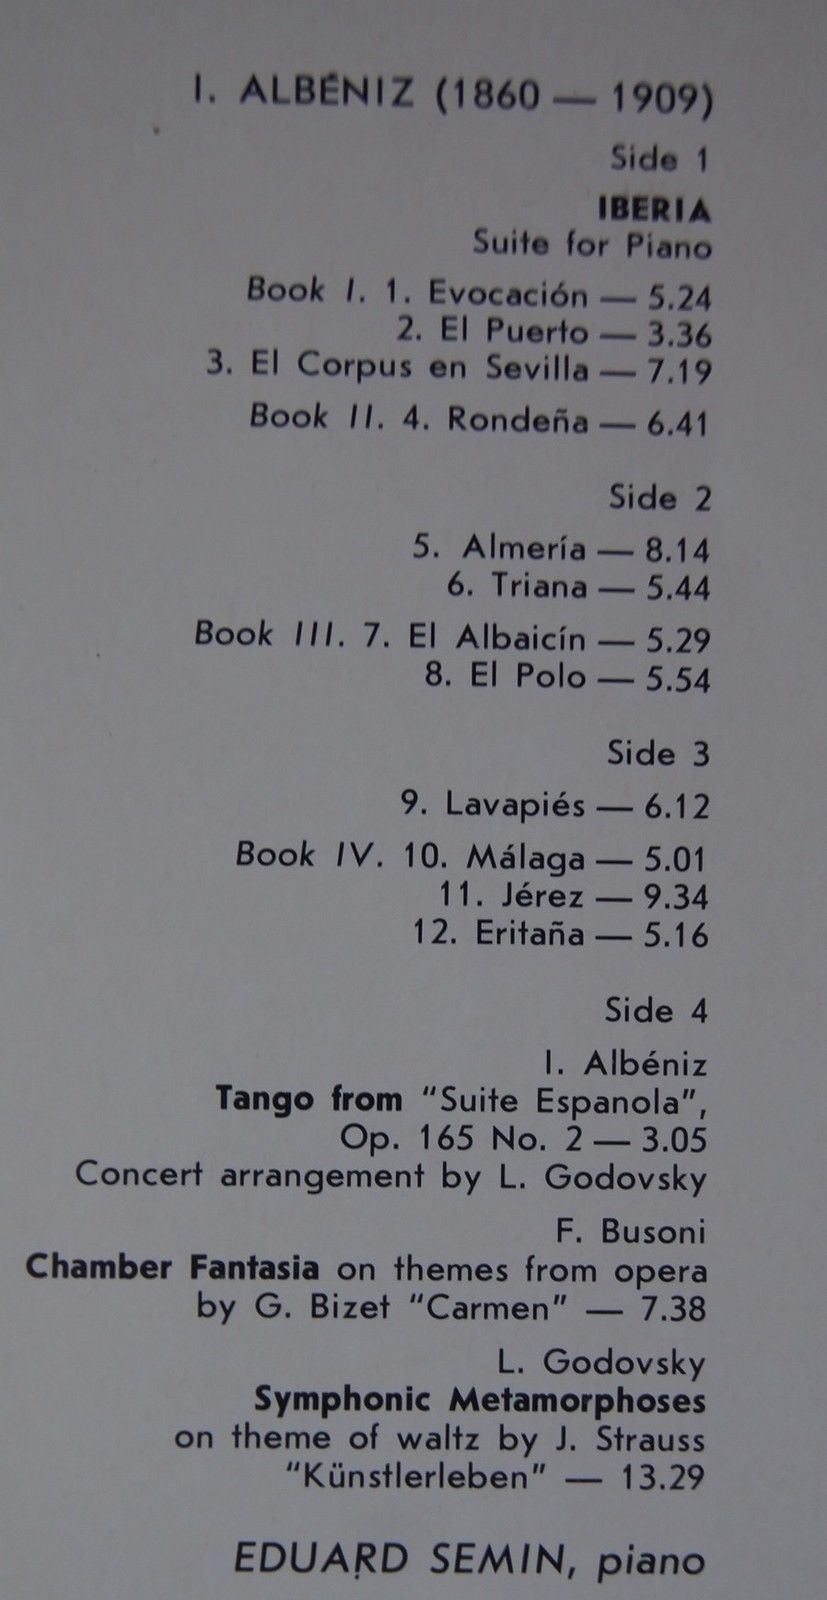 I. ALBÉNIZ (1860 — 1909)
Side 1
IBERIA
Suite for Piano
Book I. 1. Evocación — 5.24
2. El Puerto — 3.36
3. El Corpus en Sevilla — 7.19
Book II. 4. Rondeña — 6.41
Side 2
5. Almería — 8.14
6. Triana — 5.44
Book III. 7. El Albaicín — 5.29
8. El Polo — 5.54
Side 3
9. Lavapiés — 6.12
Book IV. 10. Málaga — 5.01
11. Jérez — 9.34
12. Eritaña — 5.16
Side 4
I. Albéniz
Tango from “Suite Espanola”,
Op. 165 No. 2 — 3.05
Concert arrangement by L. Godovsky
F. Busoni
Chamber Fantasia on themes from opera
by G. Bizet “Carmen” — 7.38
L. Godovsky
Symphonic Metamorphoses
on theme of waltz by J. Strauss
“Künstlerleben” — 13.29
EDUARD SEMIN, piano